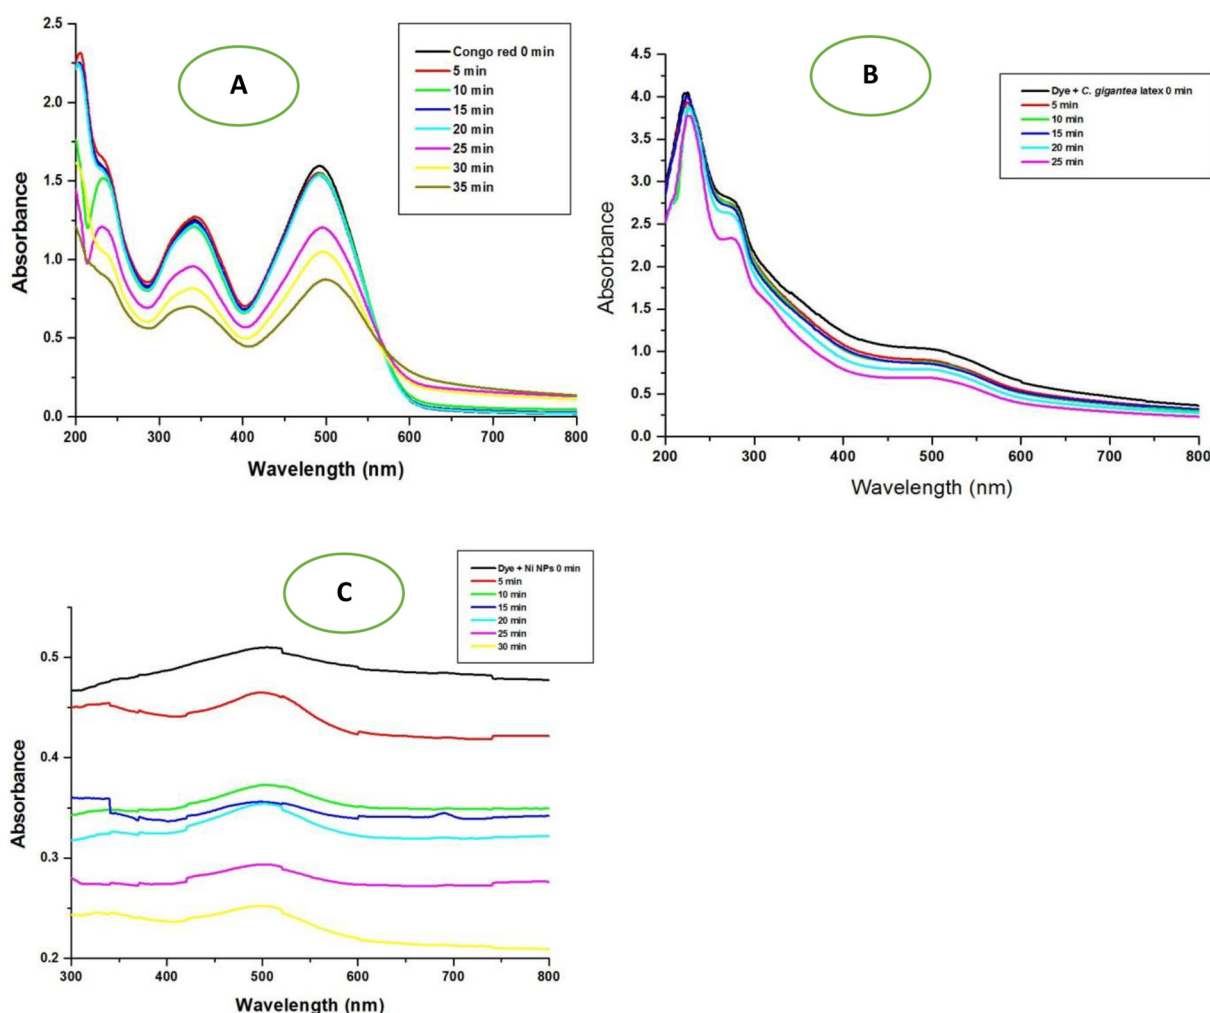 A
Congo red 0 min
5 min
10 min
15 min
20 min
25 min
30 min
35 min
2.5
2.0
1.5
1.0
0.5
0.0
Absorbance
200 300 400 500 600 700 800
Wavelength (nm)
B
Dye + C. gigantea latex 0 min
5 min
10 min
15 min
20 min
25 min
4.5
4.0
3.5
3.0
2.5
2.0
1.5
1.0
0.5
0.0
Absorbance
200 300 400 500 600 700 800
Wavelength (nm)
C
Dye + Ni NPs 0 min
5 min
10 min
15 min
20 min
25 min
30 min
0.5
0.4
0.3
0.2
Absorbance
300 400 500 600 700 800
Wavelength (nm)